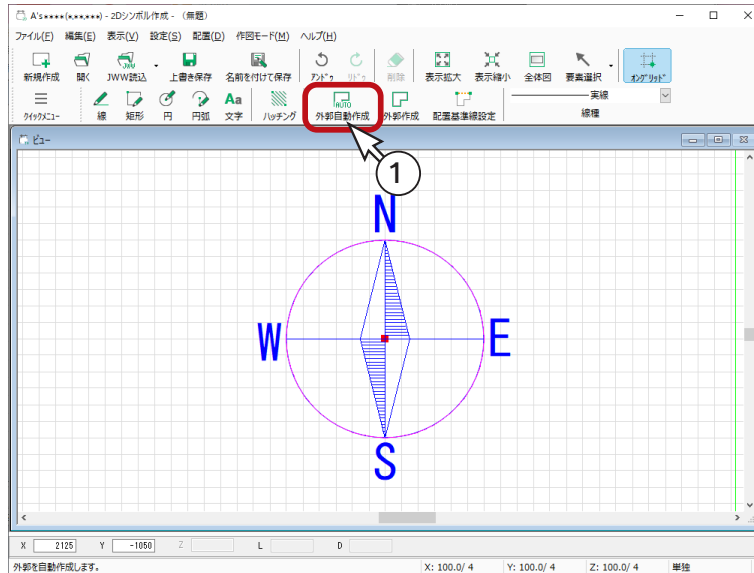 A's****(*.**.***) - 2Dシンボル作成 - （無題）
ファイル(F) 編集(E) 表示(V) 設定(S) 配置(D) 作図モード(M) ヘルプ(H)
新規作成 開く JWW読込 上書き保存 名前を付けて保存 アンドゥ リドゥ 削除 表示拡大 表示縮小 全体図 要素選択 オングリッド
クイックメニュー 線 矩形 円 円弧 Aa 文字 ハッチング AUTO 外郭自動作成 外郭作成 配置基準線設定 実線 線種
ビュー
1
N
W
E
S
X 2125 Y -1050 Z L D
外郭を自動作成します。 X: 100.0/ 4 Y: 100.0/ 4 Z: 100.0/ 4 単独